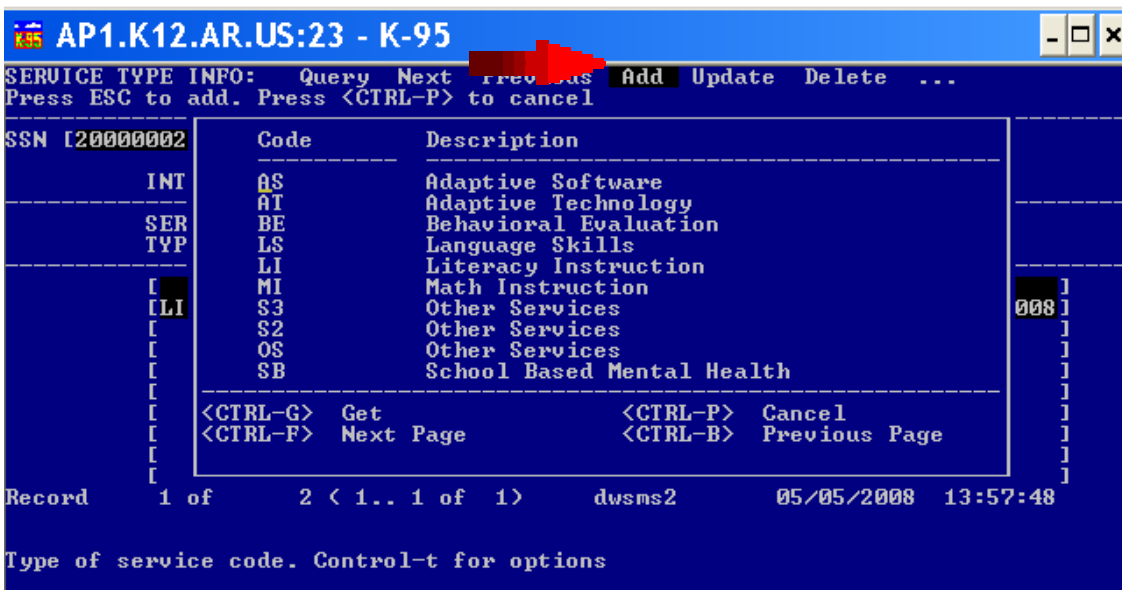 AP1.K12.AR.US:23 - K-95
SERVICE TYPE INFO: Query Next Add Update Delete ...
Press ESC to add. Press <CTRL-P> to cancel
SSN [20000002
Code Description
INT
AS Adaptive Software
AT Adaptive Technology
SER BE Behavioral Evaluation
TYP LS Language Skills
LI Literacy Instruction
[ MI Math Instruction ]
[LI S3 Other Services 008]
[ S2 Other Services ]
[ OS Other Services ]
[ SB School Based Mental Health ]
[ ]
[ <CTRL-G> Get <CTRL-P> Cancel ]
[ <CTRL-F> Next Page <CTRL-B> Previous Page ]
[ ]
[ ]
Record 1 of 2 ( 1.. 1 of 1) dwsms2 05/05/2008 13:57:48
Type of service code. Control-t for options